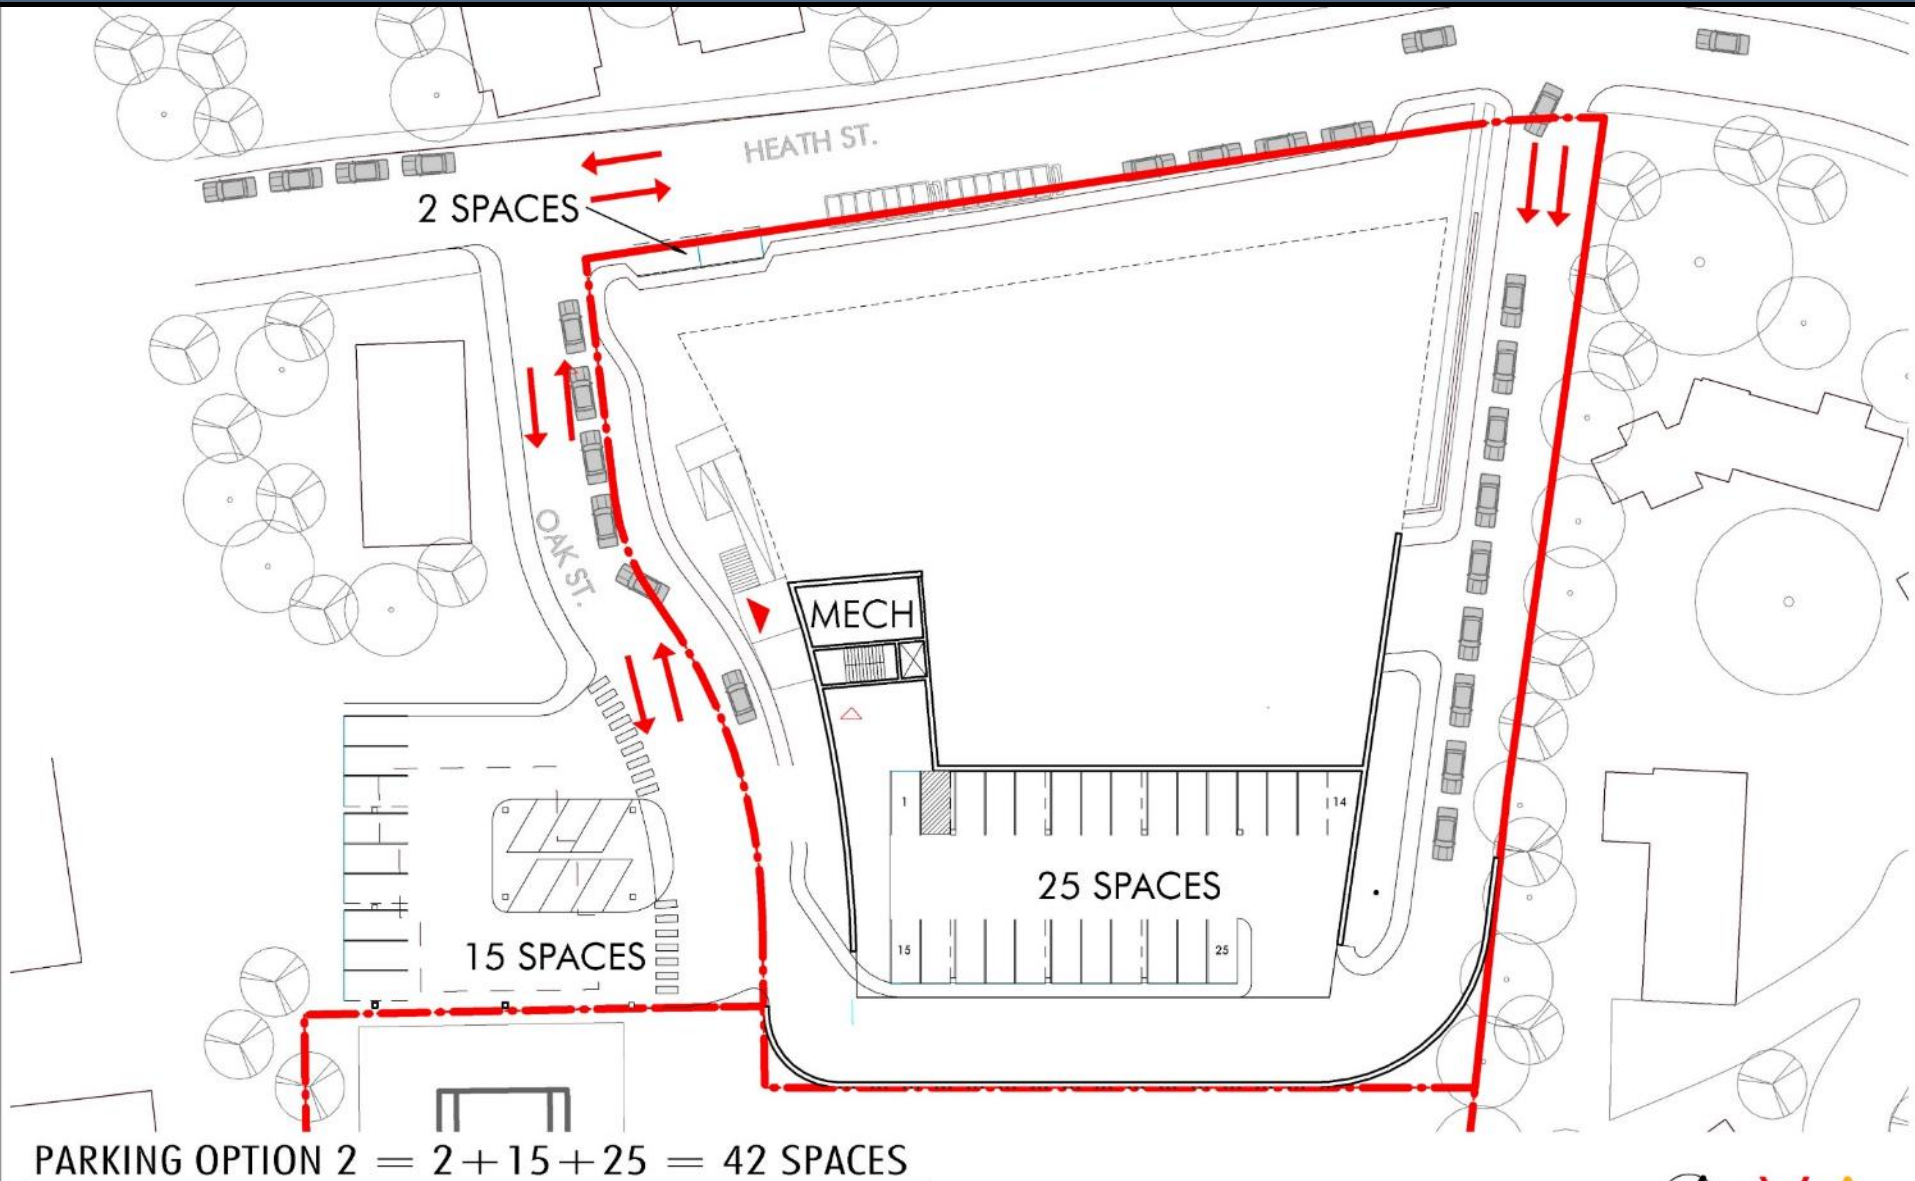 HEATH ST.
2 SPACES
OAK ST.
MECH
1
14
25 SPACES
15
25
15 SPACES
PARKING OPTION 2 = 2+15+25 = 42 SPACES